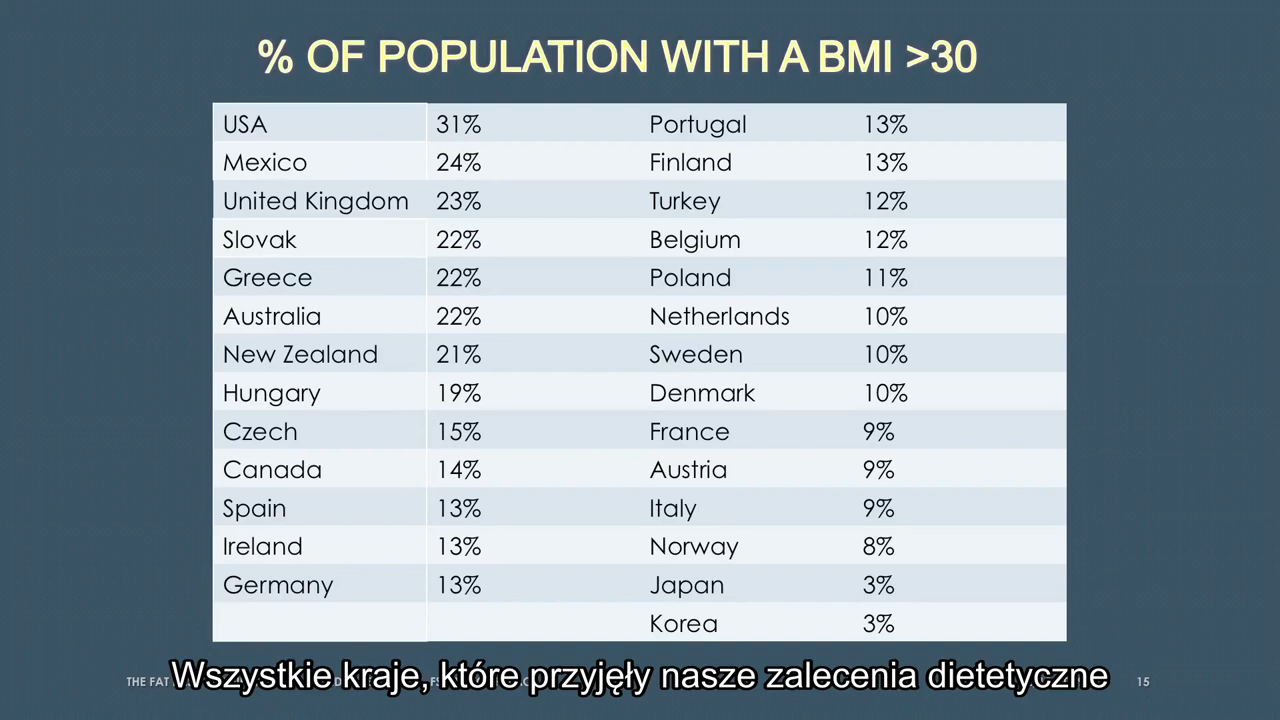 % OF POPULATION WITH A BMI >30
USA 31% Portugal 13%
Mexico 24% Finland 13%
United Kingdom 23% Turkey 12%
Slovak 22% Belgium 12%
Greece 22% Poland 11%
Australia 22% Netherlands 10%
New Zealand 21% Sweden 10%
Hungary 19% Denmark 10%
Czech 15% France 9%
Canada 14% Austria 9%
Spain 13% Italy 9%
Ireland 13% Norway 8%
Germany 13% Japan 3%
Korea 3%
Wszystkie kraje, które przyjęły nasze zalecenia dietetyczne
THE FAT 15